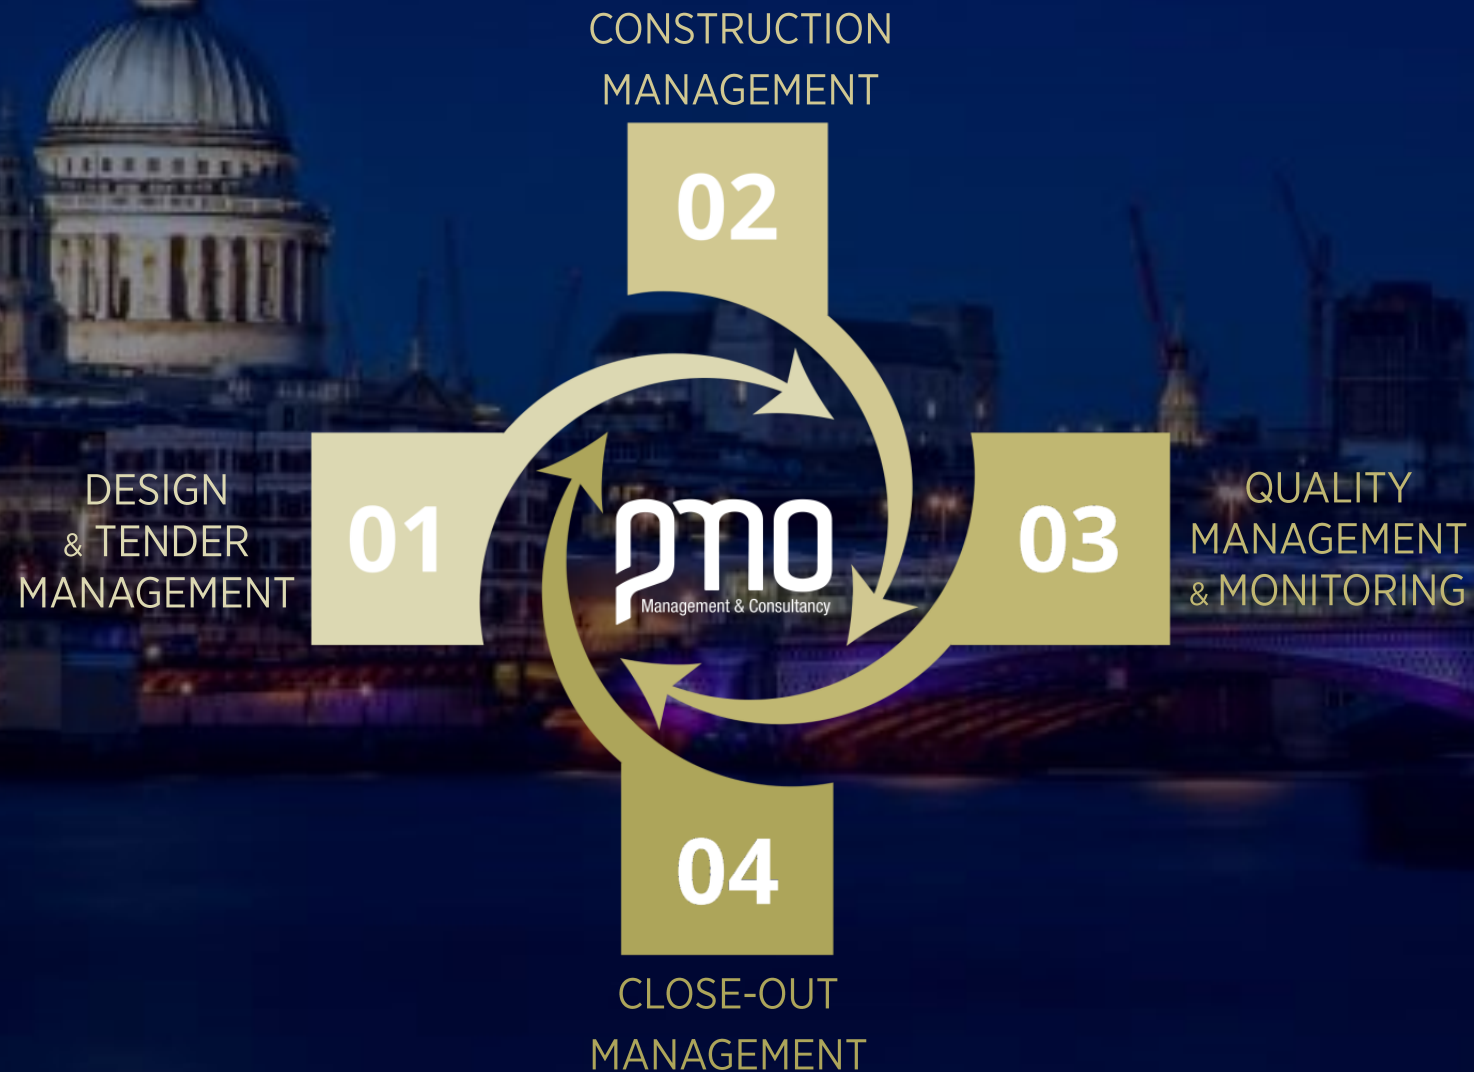 CONSTRUCTION
MANAGEMENT
02
DESIGN
& TENDER
MANAGEMENT
01
pmo
Management & Consultancy
03
QUALITY
MANAGEMENT
& MONITORING
04
CLOSE-OUT
MANAGEMENT